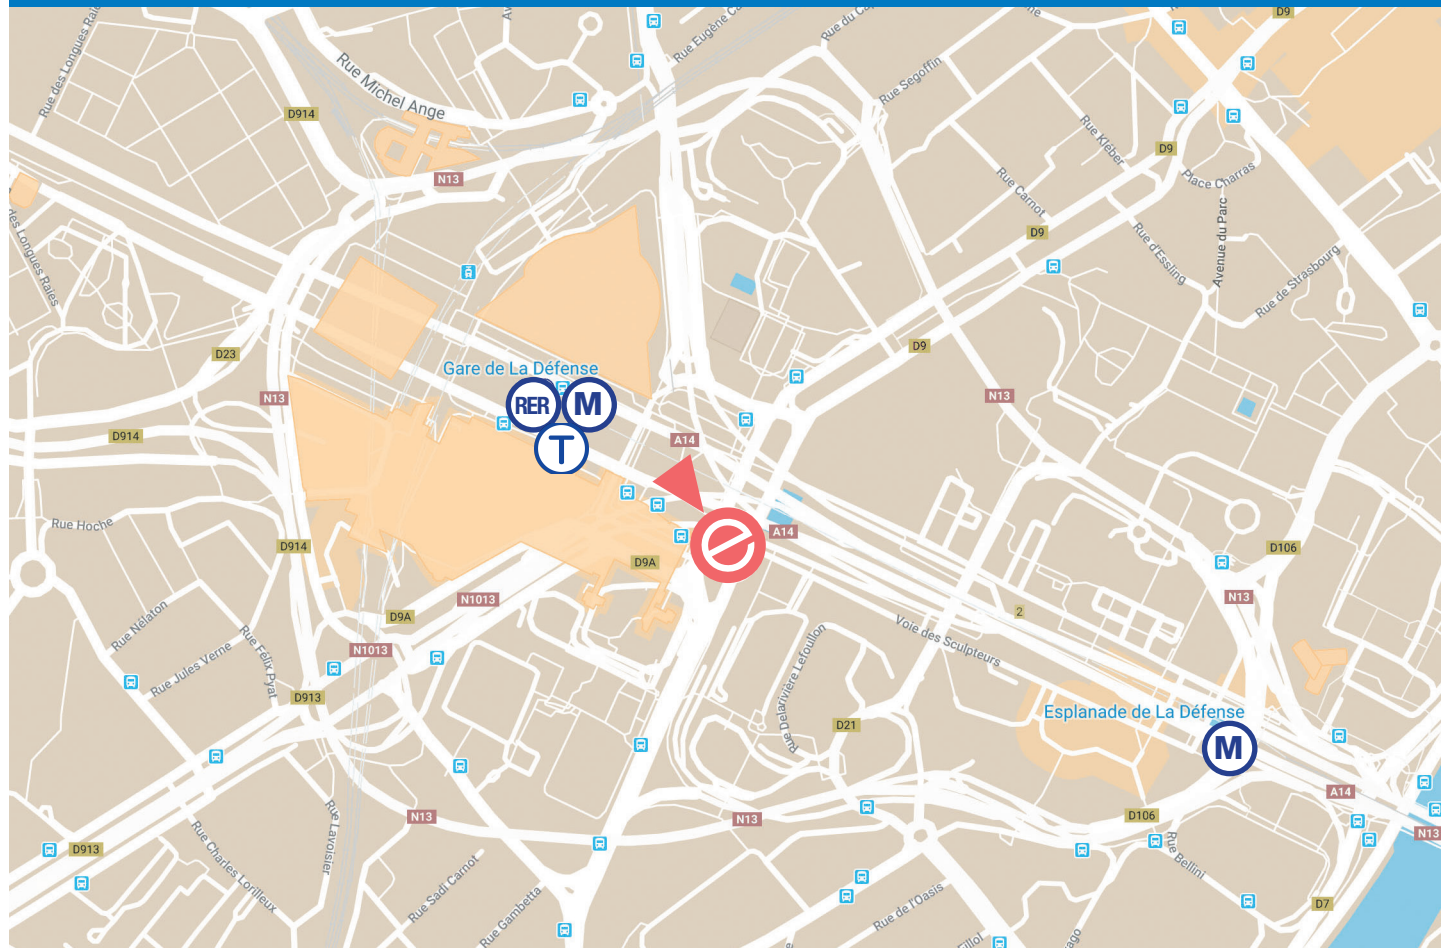 D9
Rue Eugène
Rue du
Rue des Longues Raies
Rue Michel Ange
Rue Segoffin
D914
Rue Kléber
D9
N13
Place Charras
Rue Carnot
des Longues Raies
Avenue du Parc
D9
Rue d'Essling
Rue de Strasbourg
D23
D9
Gare de La Défense
N13
N13
RER
M
T
D914
A14
Rue Hoche
A14
D914
D9A
D106
N1013
N13
D9A
2
Rue Nélaton
Voie des Sculpteurs
Rue Jules Verne
Rue Félix Pyat
N1013
Rue Delarivière Lefoullon
D913
Esplanade de La Défense
D21
M
A14
N13
N13
D106
N13
D913
Rue Lavoisier
Rue Charles Lorilleux
Rue Bellini
Rue Sadi Carnot
Rue Gambetta
Rue de l'Oasis
D7